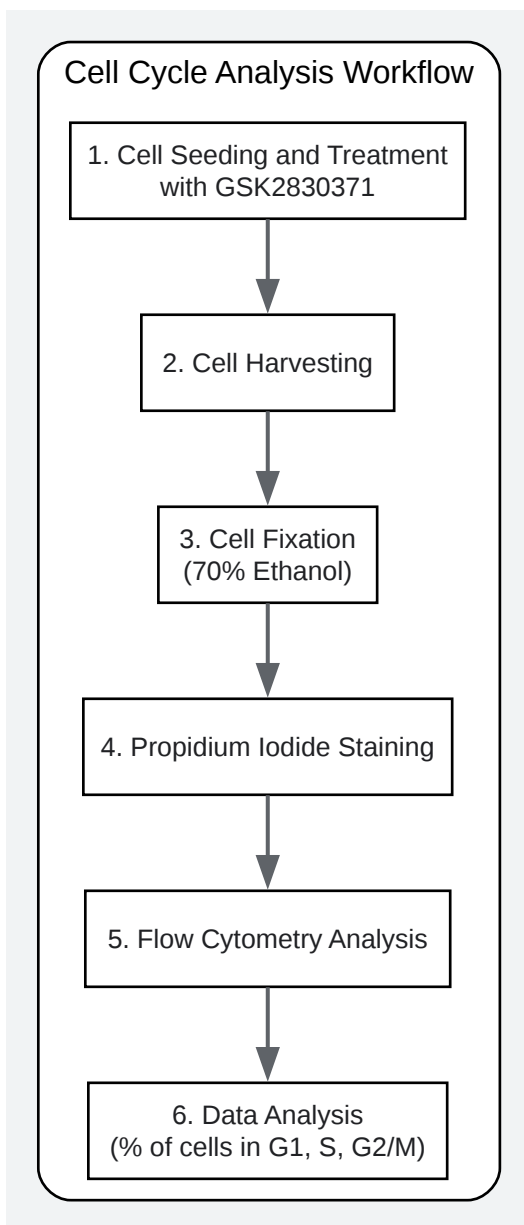 Cell Cycle Analysis Workflow
1. Cell Seeding and Treatment
with GSK2830371
2. Cell Harvesting
3. Cell Fixation
(70% Ethanol)
4. Propidium Iodide Staining
5. Flow Cytometry Analysis
6. Data Analysis
(% of cells in G1, S, G2/M)